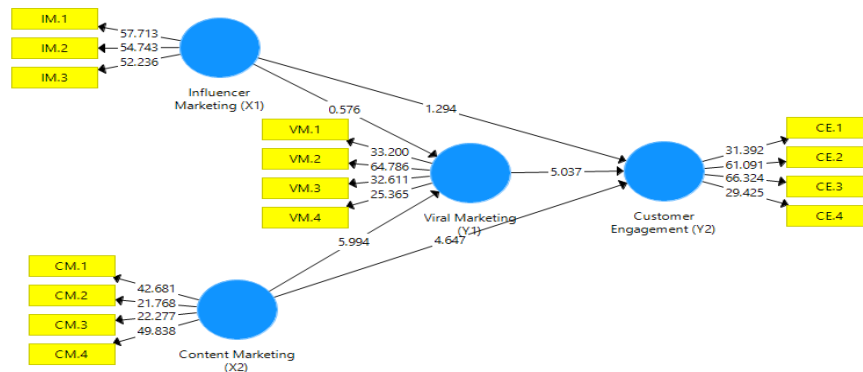 IM.1
57.713
IM.2
54.743
IM.3
52.236
Influencer
Marketing (X1)
0.576
1.294
VM.1
33.200
VM.2
64.786
VM.3
32.611
VM.4
25.365
Viral Marketing
(Y1)
5.037
CE.1
31.392
CE.2
61.091
CE.3
66.324
CE.4
29.425
Customer
Engagement (Y2)
5.994
4.647
CM.1
42.681
CM.2
21.768
CM.3
22.277
CM.4
49.838
Content Marketing
(X2)